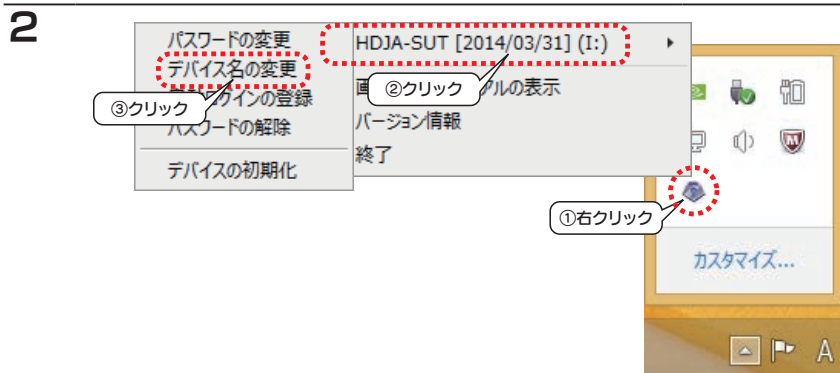 2
パスワードの変更
デバイス名の変更
ログインの登録
パスワードの解除
デバイスの初期化
HDJA-SUT [2014/03/31] (I:)
アルの表示
バージョン情報
終了
③クリック
②クリック
①右クリック
カスタマイズ...
A